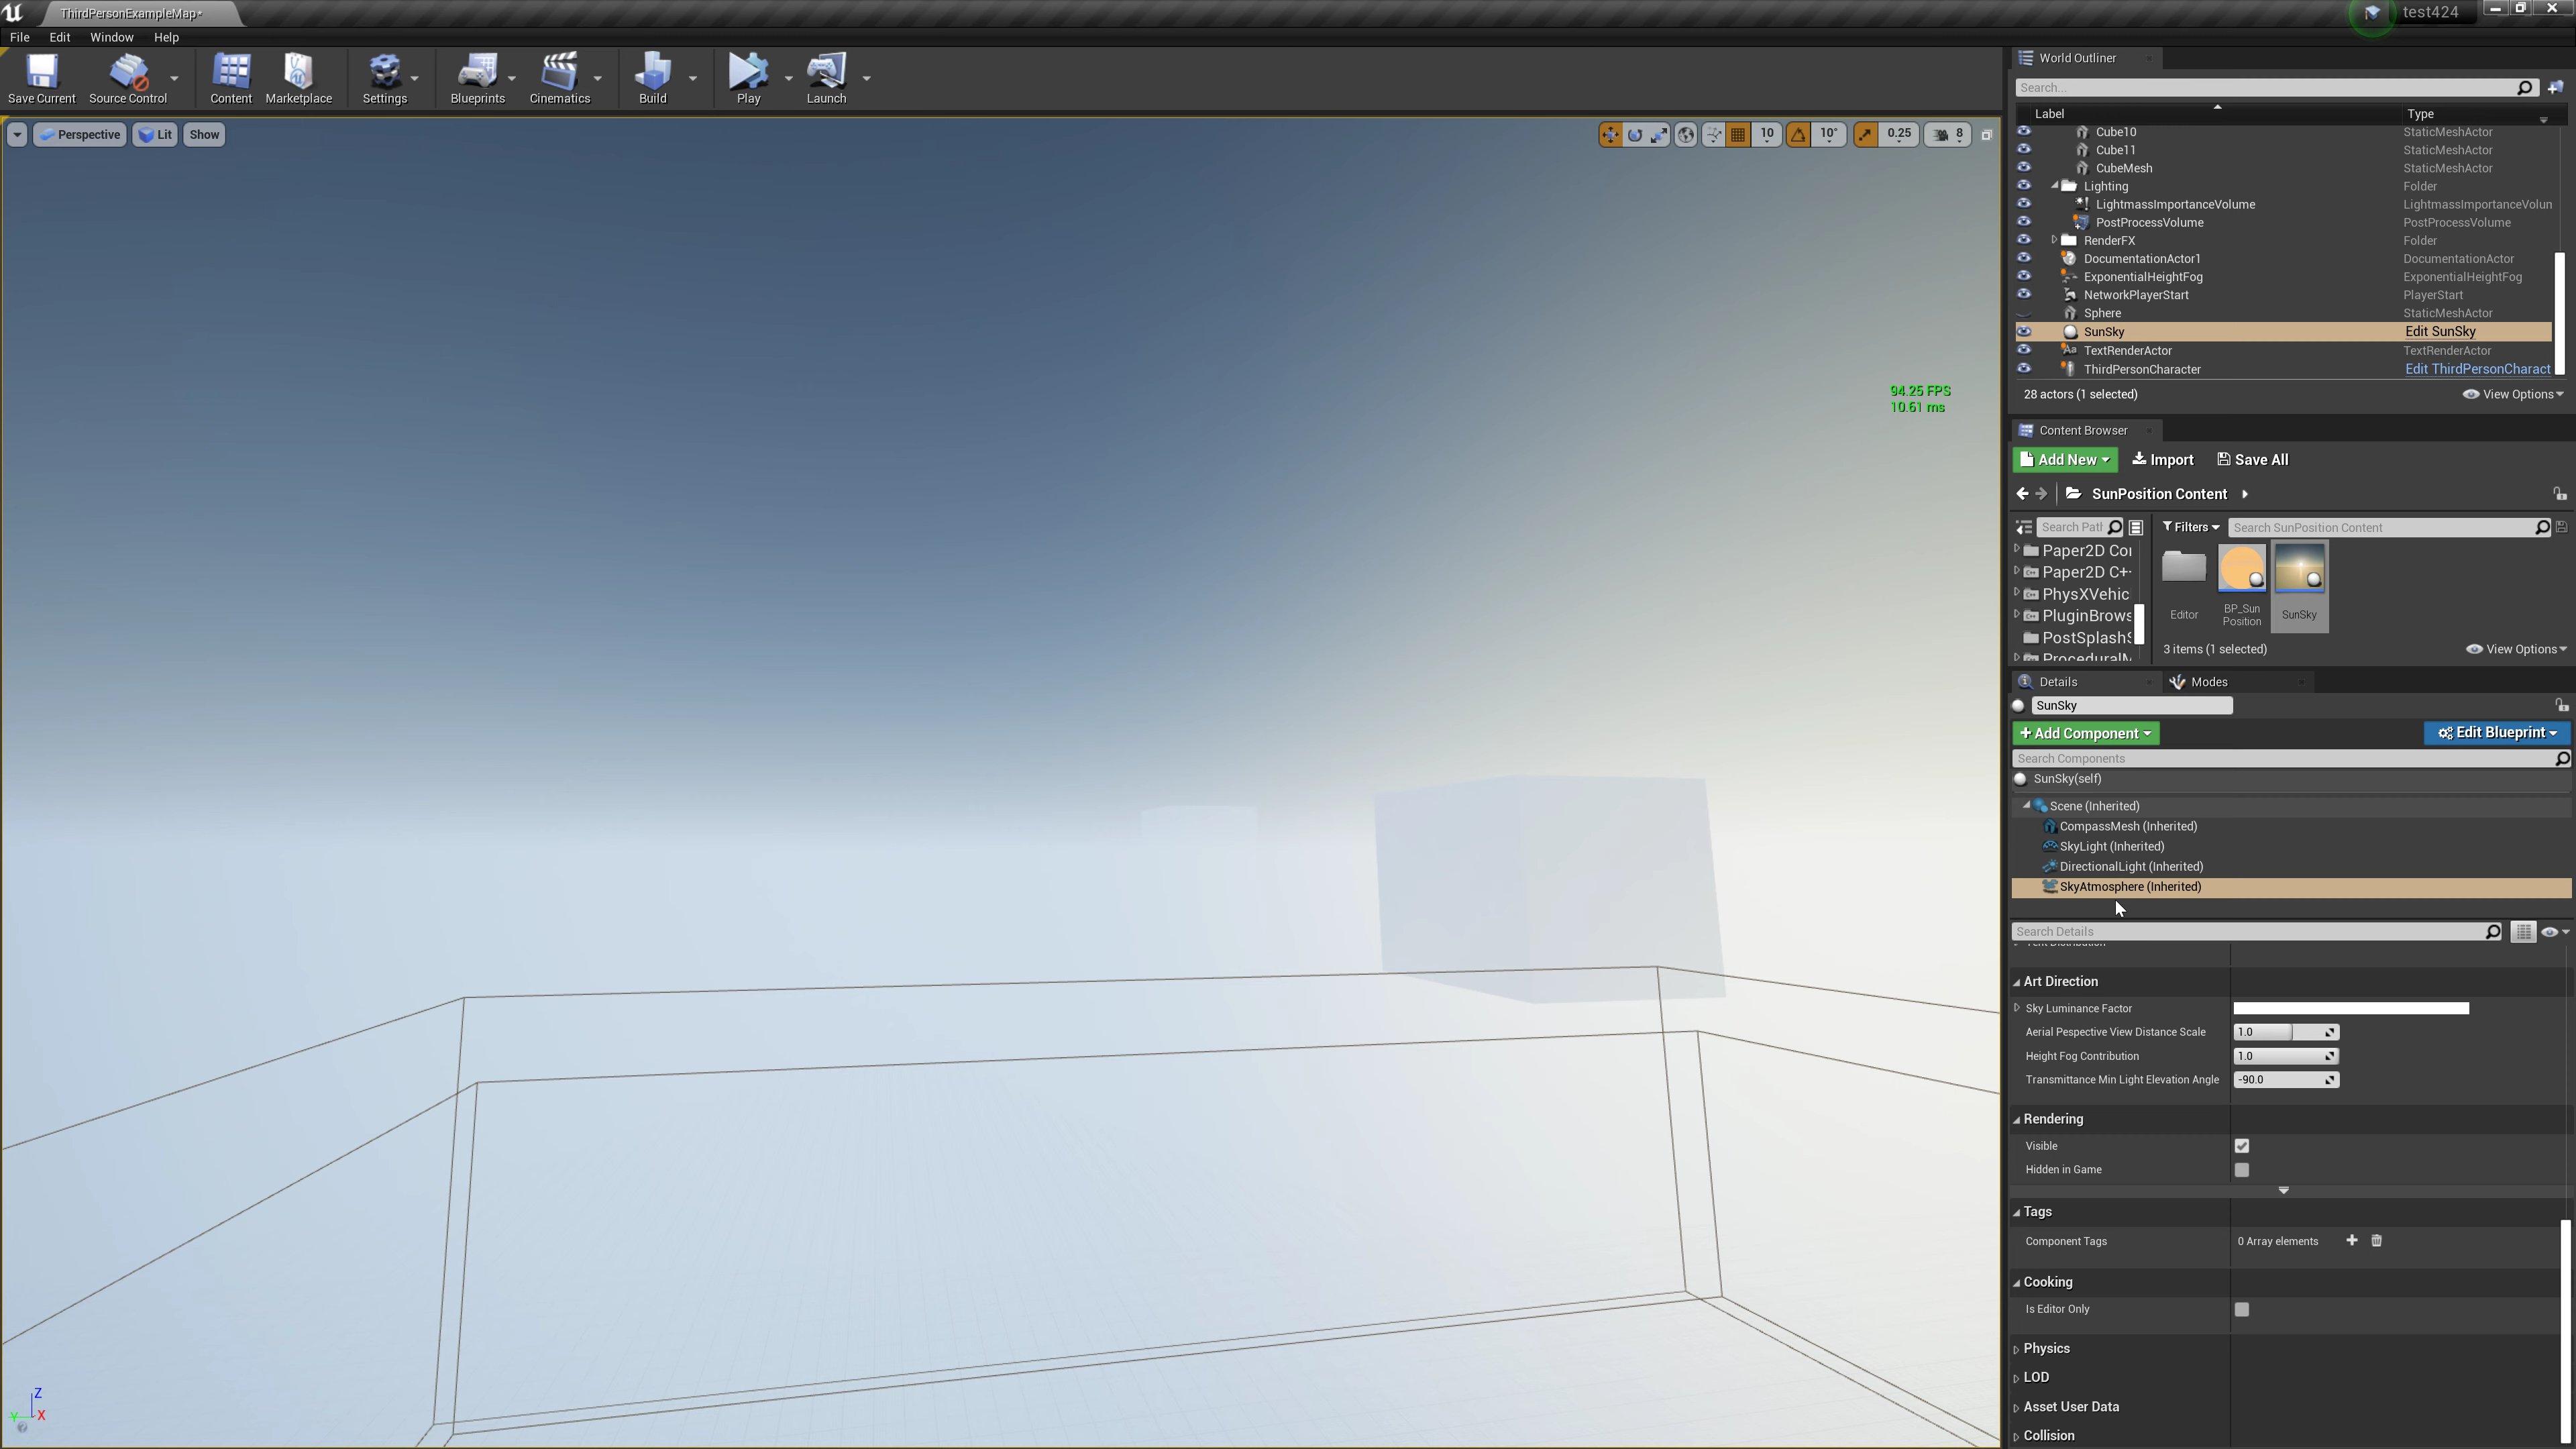 ThirdPersonExampleMap*
test424
File Edit Window Help
Save Current
Source Control
Content
Marketplace
Settings
Blueprints
Cinematics
Build
Play
Launch
Perspective
Lit
Show
10
10°
0.25
8
94.25 FPS
10.61 ms
Z
Y
X
World Outliner
Search...
Label Type
Cube10 StaticMeshActor
Cube11 StaticMeshActor
CubeMesh StaticMeshActor
Lighting Folder
LightmassImportanceVolume LightmassImportanceVolun
PostProcessVolume PostProcessVolume
RenderFX Folder
DocumentationActor1 DocumentationActor
ExponentialHeightFog ExponentialHeightFog
NetworkPlayerStart PlayerStart
Sphere StaticMeshActor
SunSky Edit SunSky
TextRenderActor TextRenderActor
ThirdPersonCharacter Edit ThirdPersonCharact
28 actors (1 selected) View Options
Content Browser
Add New Import Save All
SunPosition Content
Search Path
Filters Search SunPosition Content
Paper2D Co
Paper2D C+
PhysXVehic
PluginBrows
PostSplashS
ProceduralM
Editor
BP_Sun
Position
SunSky
3 items (1 selected) View Options
Details
Modes
SunSky
Add Component Edit Blueprint
Search Components
SunSky(self)
Scene (Inherited)
CompassMesh (Inherited)
SkyLight (Inherited)
DirectionalLight (Inherited)
SkyAtmosphere (Inherited)
Search Details
Tent Distribution
Art Direction
Sky Luminance Factor
Aerial Pespective View Distance Scale 1.0
Height Fog Contribution 1.0
Transmittance Min Light Elevation Angle -90.0
Rendering
Visible
Hidden in Game
Tags
Component Tags 0 Array elements
Cooking
Is Editor Only
Physics
LOD
Asset User Data
Collision